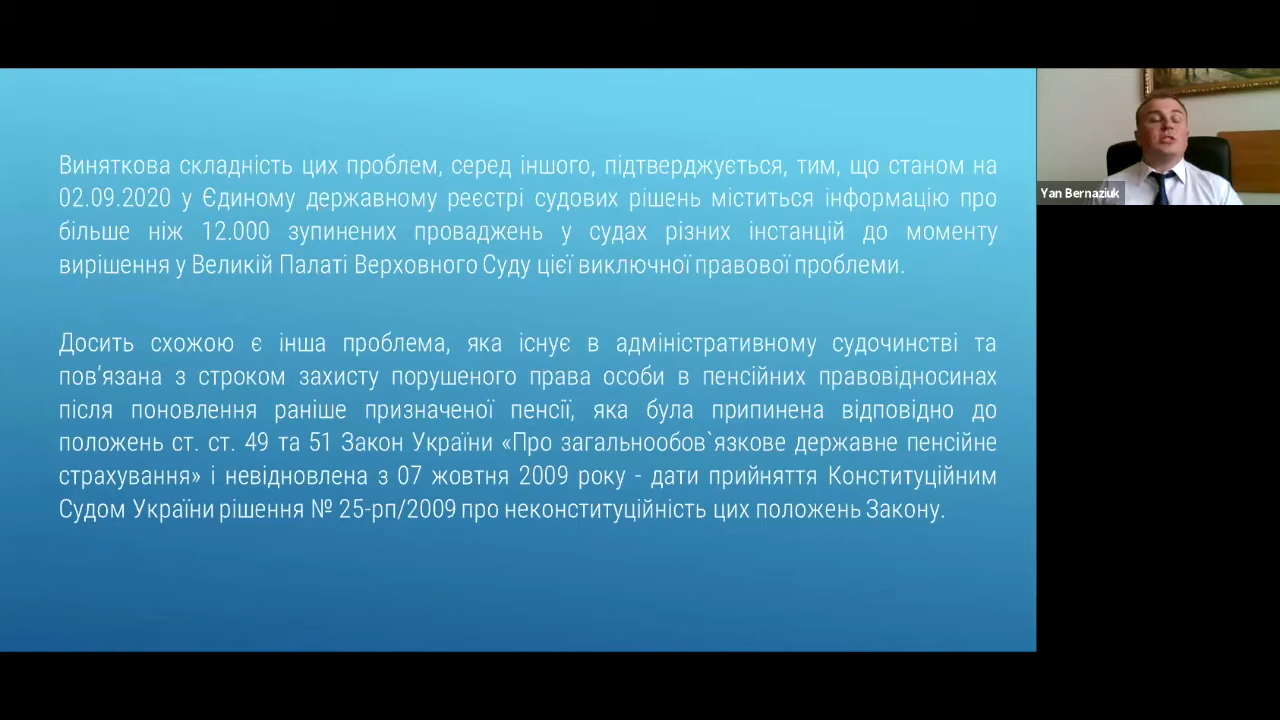 Виняткова складність цих проблем, серед іншого, підтверджується, тим, що станом на
02.09.2020 у Єдиному державному реєстрі судових рішень міститься інформацію про
більше ніж 12.000 зупинених проваджень у судах різних інстанцій до моменту
вирішення у Великій Палаті Верховного Суду цієї виключної правової проблеми.
Досить схожою є інша проблема, яка існує в адміністративному судочинстві та
пов'язана з строком захисту порушеного права особи в пенсійних правовідносинах
після поновлення раніше призначеної пенсії, яка була припинена відповідно до
положень ст. ст. 49 та 51 Закон України «Про загальнообов`язкове державне пенсійне
страхування» і невідновлена з 07 жовтня 2009 року - дати прийняття Конституційним
Судом України рішення № 25-рп/2009 про неконституційність цих положень Закону.
Yan Bernaziuk